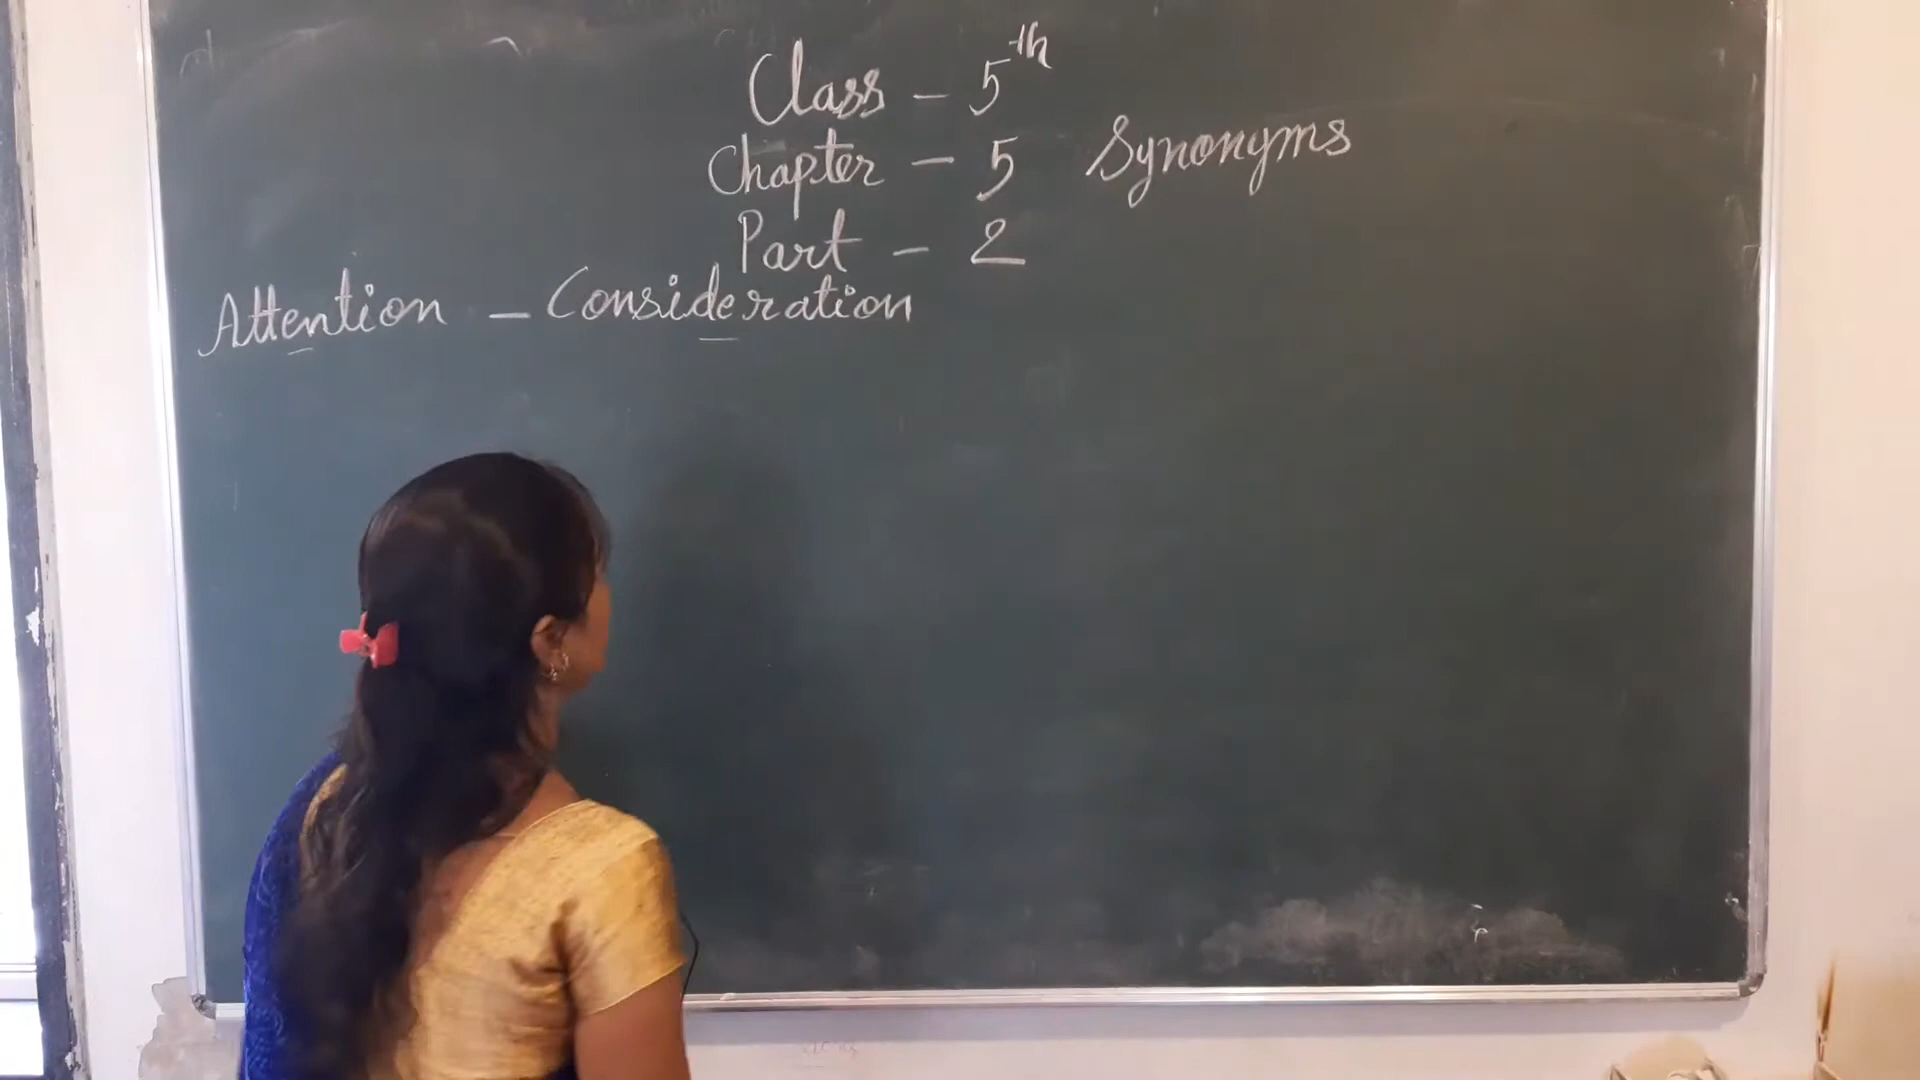 Class - 5th
Chapter - 5 Synonyms
Part - 2
Attention - Consideration